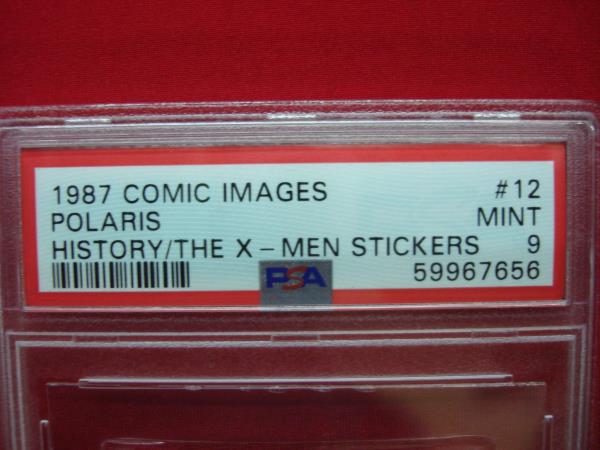 1987 COMIC IMAGES #12
POLARIS MINT
HISTORY/THE X-MEN STICKERS 9
PSA 59967656